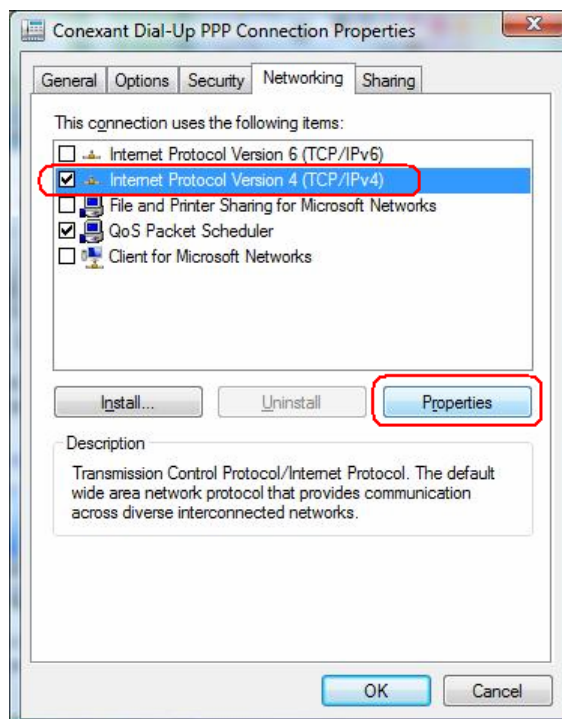 Conexant Dial-Up PPP Connection Properties
General Options Security Networking Sharing
This connection uses the following items:
Internet Protocol Version 6 (TCP/IPv6)
Internet Protocol Version 4 (TCP/IPv4)
File and Printer Sharing for Microsoft Networks
QoS Packet Scheduler
Client for Microsoft Networks
Install... Uninstall Properties
Description
Transmission Control Protocol/Internet Protocol. The default
wide area network protocol that provides communication
across diverse interconnected networks.
OK Cancel